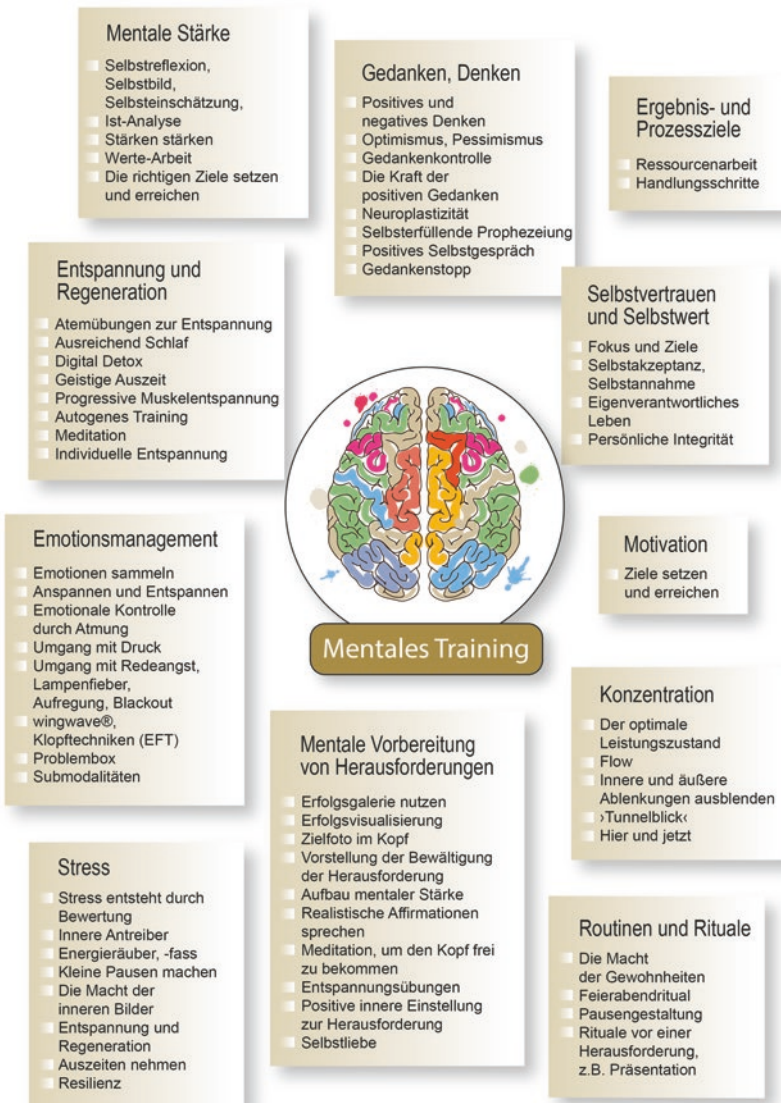 Mentale Stärke
Selbstreflexion,
Selbstbild,
Selbsteinschätzung,
Ist-Analyse
Stärken stärken
Werte-Arbeit
Die richtigen Ziele setzen
und erreichen
Gedanken, Denken
Positives und
negatives Denken
Optimismus, Pessimismus
Gedankenkontrolle
Die Kraft der
positiven Gedanken
Neuroplastizität
Selbsterfüllende Prophezeiung
Positives Selbstgespräch
Gedankenstopp
Ergebnis- und
Prozessziele
Ressourcenarbeit
Handlungsschritte
Entspannung und
Regeneration
Atemübungen zur Entspannung
Ausreichend Schlaf
Digital Detox
Geistige Auszeit
Progressive Muskelentspannung
Autogenes Training
Meditation
Individuelle Entspannung
Selbstvertrauen
und Selbstwert
Fokus und Ziele
Selbstakzeptanz,
Selbstannahme
Eigenverantwortliches
Leben
Persönliche Integrität
Mentales Training
Emotionsmanagement
Emotionen sammeln
Anspannen und Entspannen
Emotionale Kontrolle
durch Atmung
Umgang mit Druck
Umgang mit Redeangst,
Lampenfieber,
Aufregung, Blackout
wingwave®,
Klopftechniken (EFT)
Problembox
Submodalitäten
Motivation
Ziele setzen
und erreichen
Konzentration
Der optimale
Leistungszustand
Flow
Innere und äußere
Ablenkungen ausblenden
›Tunnelblick‹
Hier und jetzt
Mentale Vorbereitung
von Herausforderungen
Erfolgsgalerie nutzen
Erfolgsvisualisierung
Zielfoto im Kopf
Vorstellung der Bewältigung
der Herausforderung
Aufbau mentaler Stärke
Realistische Affirmationen
sprechen
Meditation, um den Kopf frei
zu bekommen
Entspannungsübungen
Positive innere Einstellung
zur Herausforderung
Selbstliebe
Stress
Stress entsteht durch
Bewertung
Innere Antreiber
Energieräuber, -fass
Kleine Pausen machen
Die Macht der
inneren Bilder
Entspannung und
Regeneration
Auszeiten nehmen
Resilienz
Routinen und Rituale
Die Macht
der Gewohnheiten
Feierabendritual
Pausengestaltung
Rituale vor einer
Herausforderung,
z.B. Präsentation